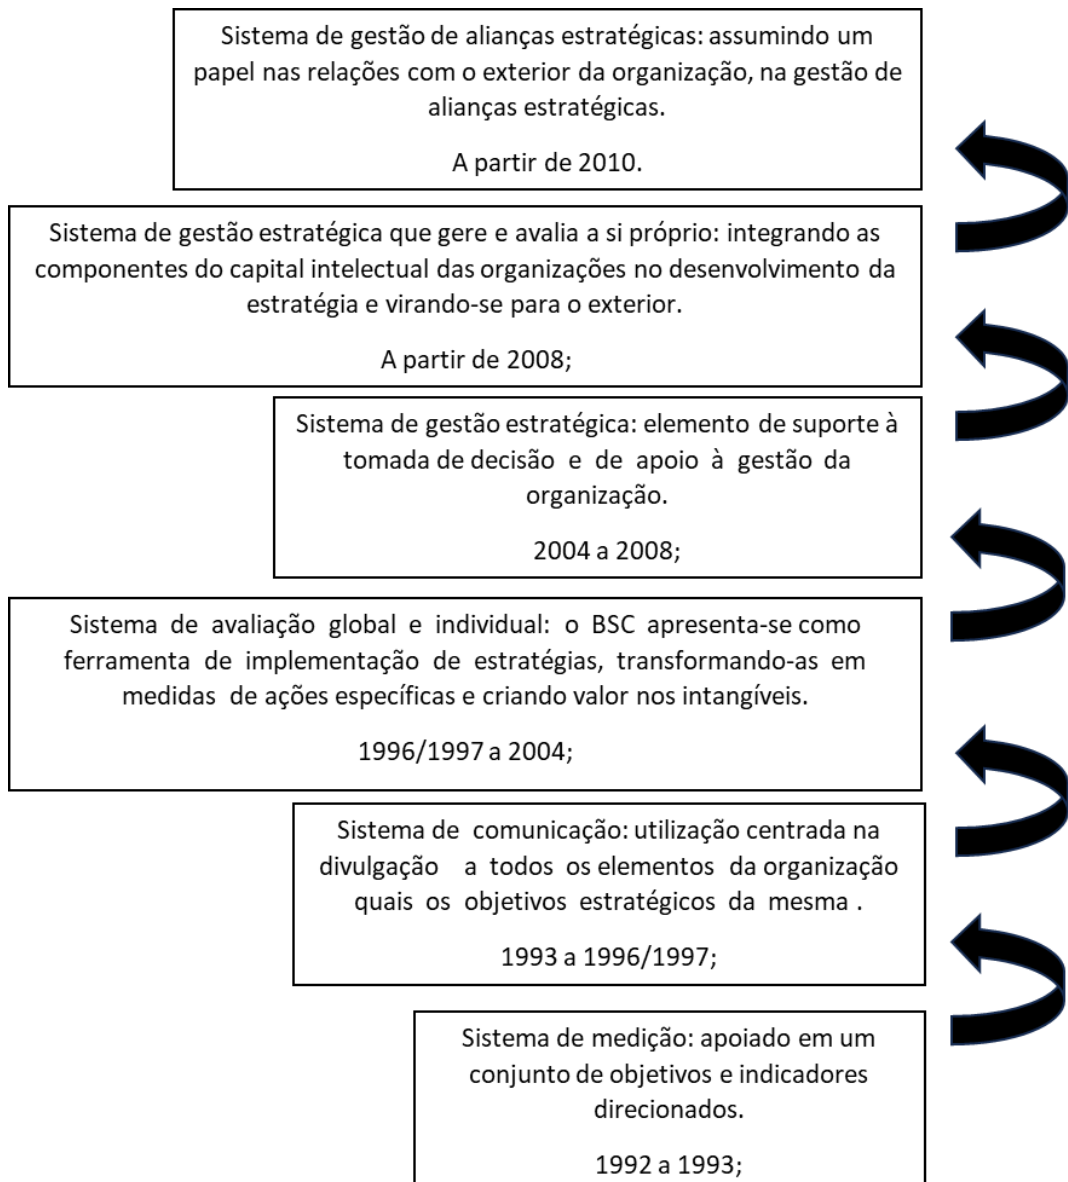 Sistema de gestão de alianças estratégicas: assumindo um
papel nas relações com o exterior da organização, na gestão de
alianças estratégicas.
A partir de 2010.
Sistema de gestão estratégica que gere e avalia a si próprio: integrando as
componentes do capital intelectual das organizações no desenvolvimento da
estratégia e virando-se para o exterior.
A partir de 2008;
Sistema de gestão estratégica: elemento de suporte à
tomada de decisão e de apoio à gestão da
organização.
2004 a 2008;
Sistema de avaliação global e individual: o BSC apresenta-se como
ferramenta de implementação de estratégias, transformando-as em
medidas de ações específicas e criando valor nos intangíveis.
1996/1997 a 2004;
Sistema de comunicação: utilização centrada na
divulgação a todos os elementos da organização
quais os objetivos estratégicos da mesma .
1993 a 1996/1997;
Sistema de medição: apoiado em um
conjunto de objetivos e indicadores
direcionados.
1992 a 1993;